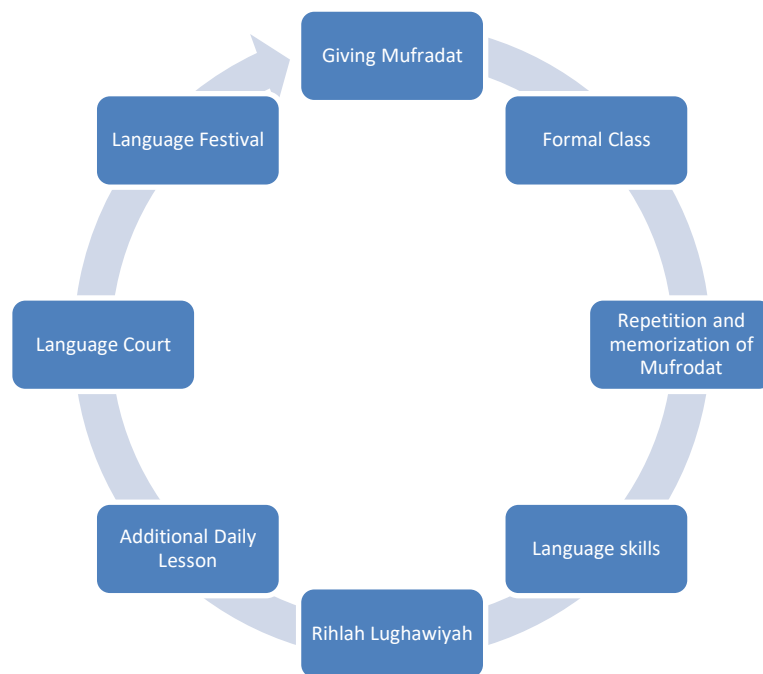 Giving Mufradat
Formal Class
Repetition and
memorization of
Mufrodat
Language skills
Rihlah Lughawiyah
Additional Daily
Lesson
Language Court
Language Festival